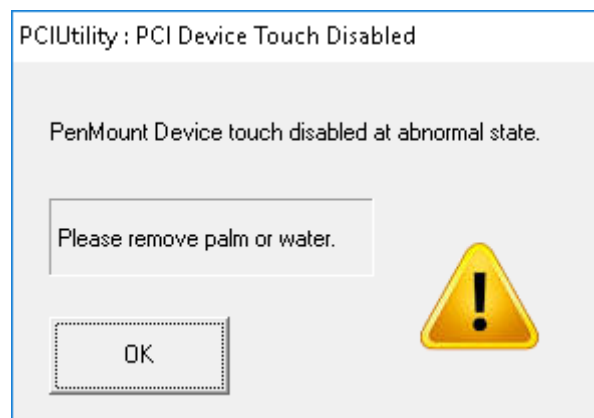 PCIUtility : PCI Device Touch Disabled
PenMount Device touch disabled at abnormal state.
Please remove palm or water.
OK